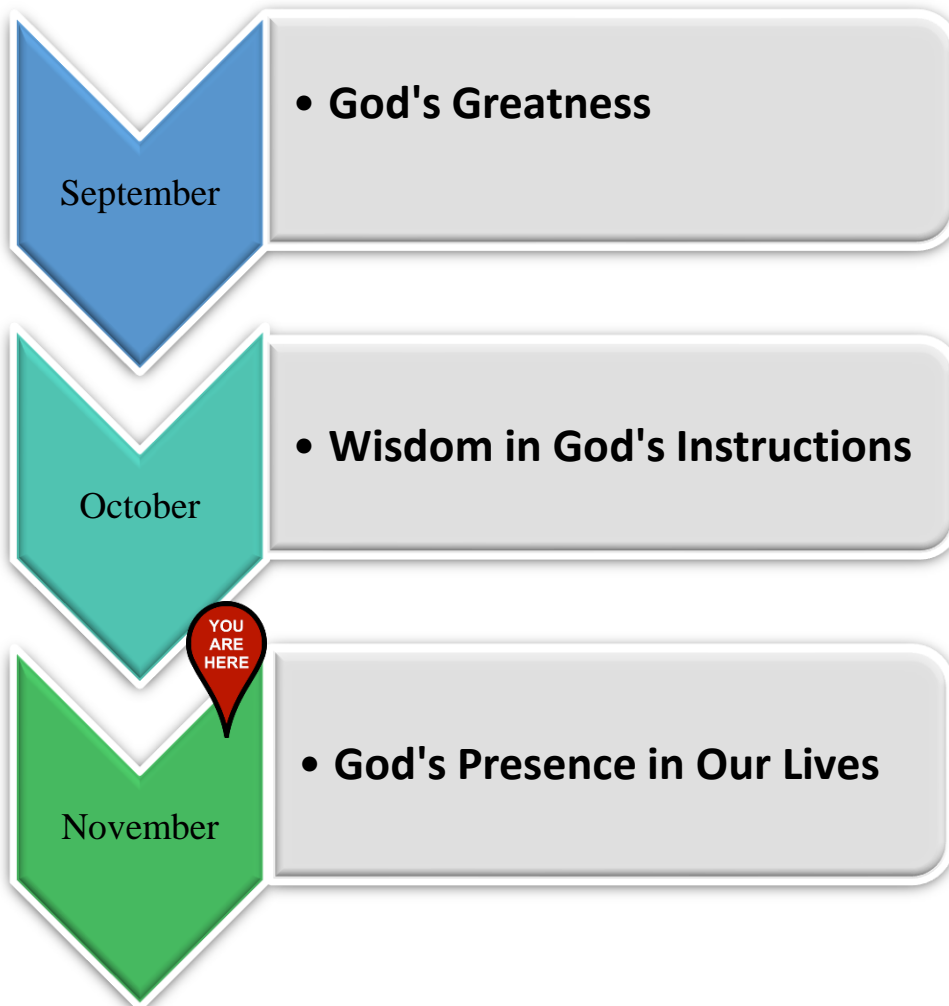 • God's Greatness
September
• Wisdom in God's Instructions
October
YOU
ARE
HERE
• God's Presence in Our Lives
November